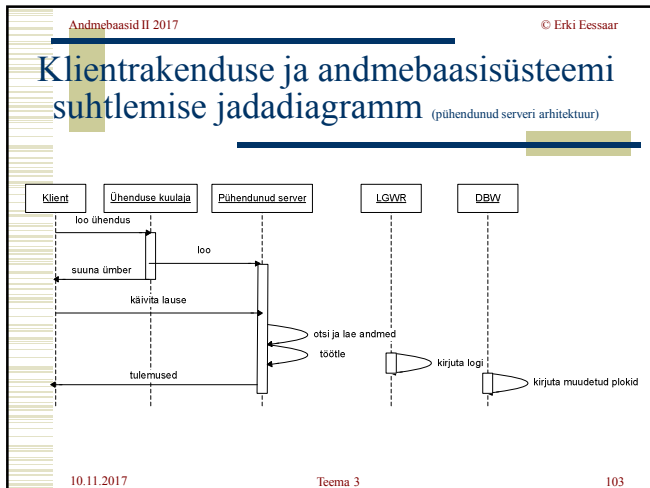 Andmebaasid II 2017
© Erki Eessaar
Klientrakenduse ja andmebaasisüsteemi
suhtlemise jadadiagramm (pühendunud serveri arhitektuur)
Klient
Ühenduse kuulaja
Pühendunud server
LGWR
DBW
loo ühendus
loo
suuna ümber
käivita lause
otsi ja lae andmed
töötle
kirjuta logi
tulemused
kirjuta muudetud plokid
10.11.2017
Teema 3
103